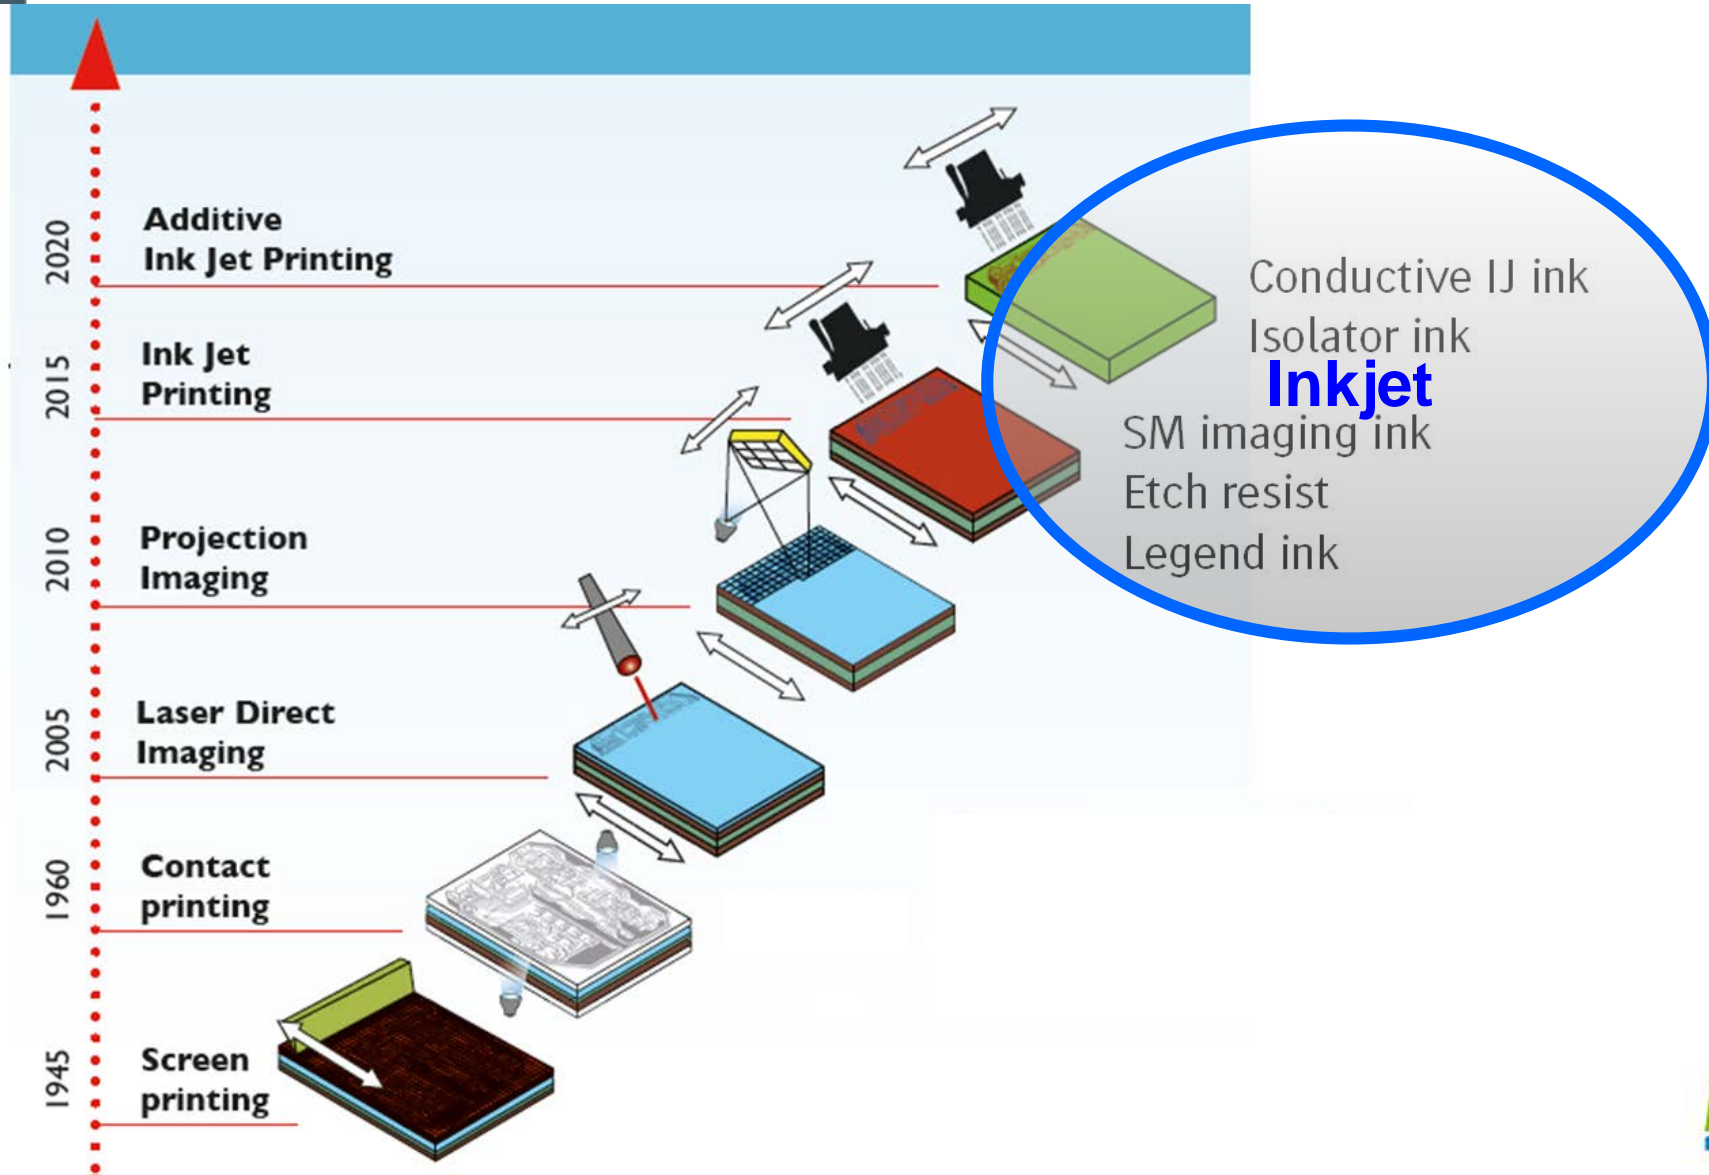 2020
Additive
Ink Jet Printing
2015
Ink Jet
Printing
2010
Projection
Imaging
2005
Laser Direct
Imaging
1960
Contact
printing
1945
Screen
printing
Conductive IJ ink
Isolator ink
Inkjet
SM imaging ink
Etch resist
Legend ink